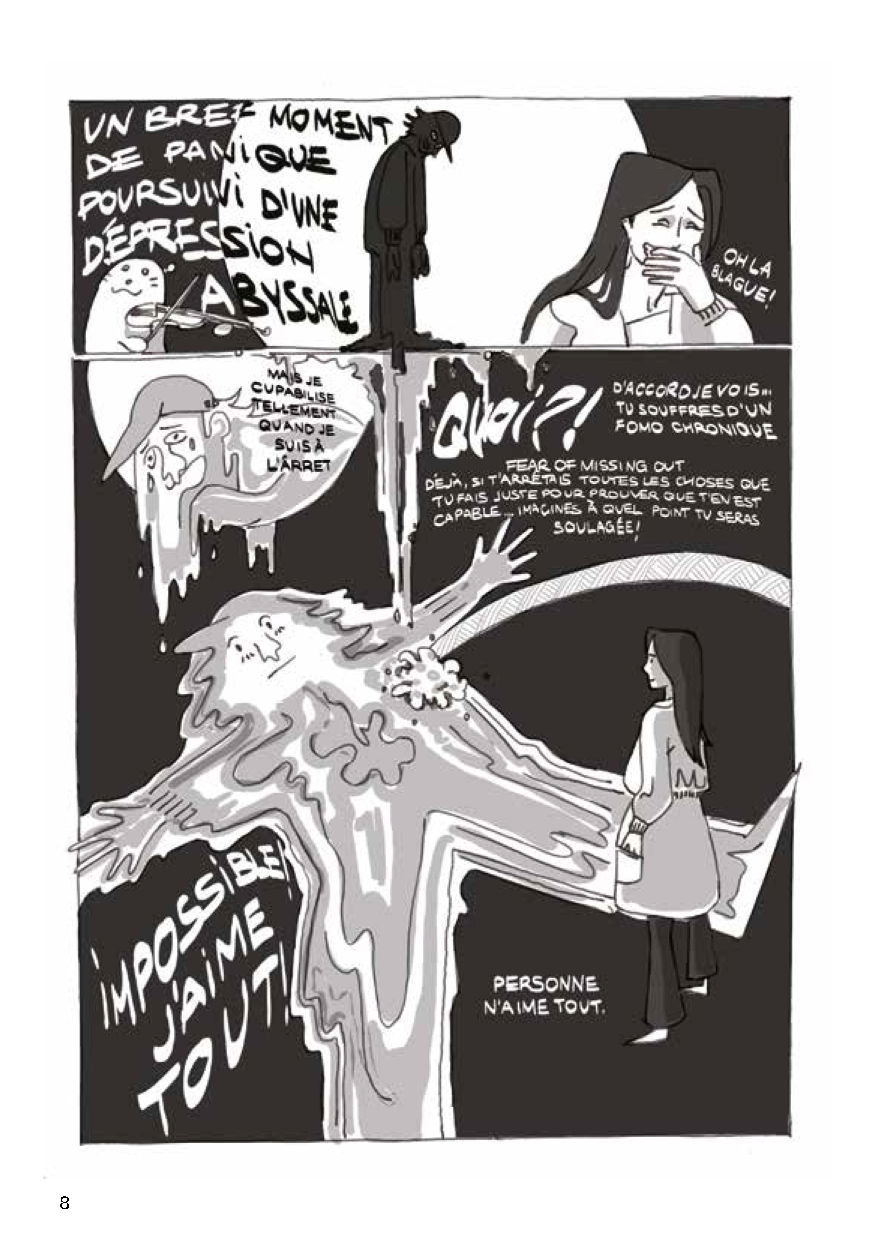 UN BREF MOMENT
DE PANIQUE
POURSUIVI D'UNE
DÉPRESSION
ABYSSALE
OH LA
BLAGUE!
MAIS JE
CUPABILISE
TELLEMENT
QUAND JE
SUIS À
L'ÂRRET
QUOI?!
D'ACCORD JE VOIS...
TU SOUFFRES D'UN
FOMO CHRONIQUE
FEAR OF MISSING OUT
DÉJÀ, SI T'ARRÊTAIS TOUTES LES CHOSES QUE
TU FAIS JUSTE POUR PROUVER QUE T'EN EST
CAPABLE... IMAGINES À QUEL POINT TU SERAS
SOULAGÉE!
IMPOSSIBLE!
J'AIME
TOUT!
PERSONNE
N'AIME TOUT.
8